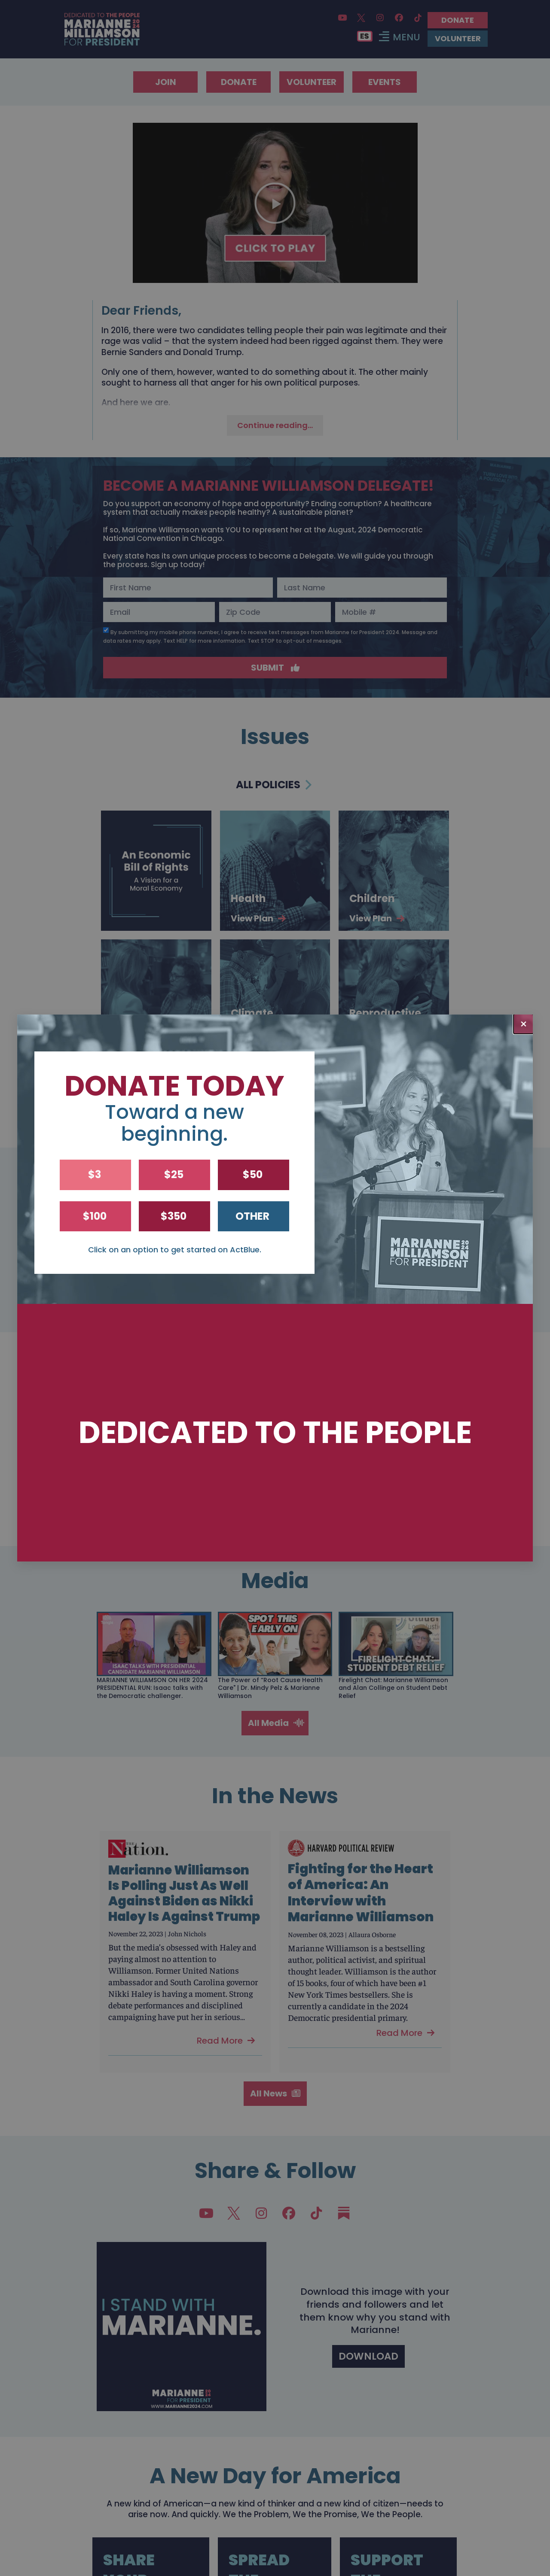 DEDICATED TO THE PEOPLE
MARIANNE
WILLIAMSON 2024
FOR PRESIDENT
DONATE
ES
MENU
VOLUNTEER
JOIN
DONATE
VOLUNTEER
EVENTS
CLICK TO PLAY
Dear Friends,
In 2016, there were two candidates telling people their pain was legitimate and their
rage was valid – that the system indeed had been rigged against them. They were
Bernie Sanders and Donald Trump.
Only one of them, however, wanted to do something about it. The other mainly
sought to harness all that anger for his own political purposes.
And here we are.
Continue reading...
BECOME A MARIANNE WILLIAMSON DELEGATE!
Do you support an economy of hope and opportunity? Ending corruption? A healthcare
system that actually makes people healthy? A sustainable planet?
If so, Marianne Williamson wants YOU to represent her at the August, 2024 Democratic
National Convention in Chicago.
Every state has its own unique process to become a Delegate. We will guide you through
the process. Sign up today!
First Name
Last Name
Email
Zip Code
Mobile #
By submitting my mobile phone number, I agree to receive text messages from Marianne for President 2024. Message and
data rates may apply. Text HELP for more information. Text STOP to opt-out of messages.
SUBMIT
Issues
ALL POLICIES
An Economic
Bill of Rights
A Vision for a
Moral Economy
Health
View Plan
Children
View Plan
Climate
Reproductive
×
DONATE TODAY
Toward a new
beginning.
$3
$25
$50
$100
$350
OTHER
Click on an option to get started on ActBlue.
MARIANNE 2024
WILLIAMSON
FOR PRESIDENT
DEDICATED TO THE PEOPLE
Media
SPOT THIS
EARLY ON
FIRELIGHT CHAT:
STUDENT DEBT RELIEF
ISAAC TALKS WITH PRESIDENTIAL
CANDIDATE MARIANNE WILLIAMSON
MARIANNE WILLIAMSON ON HER 2024
PRESIDENTIAL RUN: Isaac talks with
the Democratic challenger.
The Power of "Root Cause Health
Care" | Dr. Mindy Pelz & Marianne
Williamson
Firelight Chat: Marianne Williamson
and Alan Collinge on Student Debt
Relief
All Media
In the News
The Nation.
Marianne Williamson
Is Polling Just As Well
Against Biden as Nikki
Haley Is Against Trump
November 22, 2023 | John Nichols
But the media's obsessed with Haley and
paying almost no attention to
Williamson. Former United Nations
ambassador and South Carolina governor
Nikki Haley is having a moment. Strong
debate performances and disciplined
campaigning have put her in serious...
Read More
HARVARD POLITICAL REVIEW
Fighting for the Heart
of America: An
Interview with
Marianne Williamson
November 08, 2023 | Allaura Osborne
Marianne Williamson is a bestselling
author, political activist, and spiritual
thought leader. Williamson is the author
of 15 books, four of which have been #1
New York Times bestsellers. She is
currently a candidate in the 2024
Democratic presidential primary.
Read More
All News
Share & Follow
I STAND WITH
MARIANNE.
MARIANNE 2024
FOR PRESIDENT
WWW.MARIANNE2024.COM
Download this image with your
friends and followers and let
them know why you stand with
Marianne!
DOWNLOAD
A New Day for America
A new kind of American—a new kind of thinker and a new kind of citizen—needs to
arise now. And quickly. We the Problem, We the Promise, We the People.
SHARE
SPREAD
SUPPORT